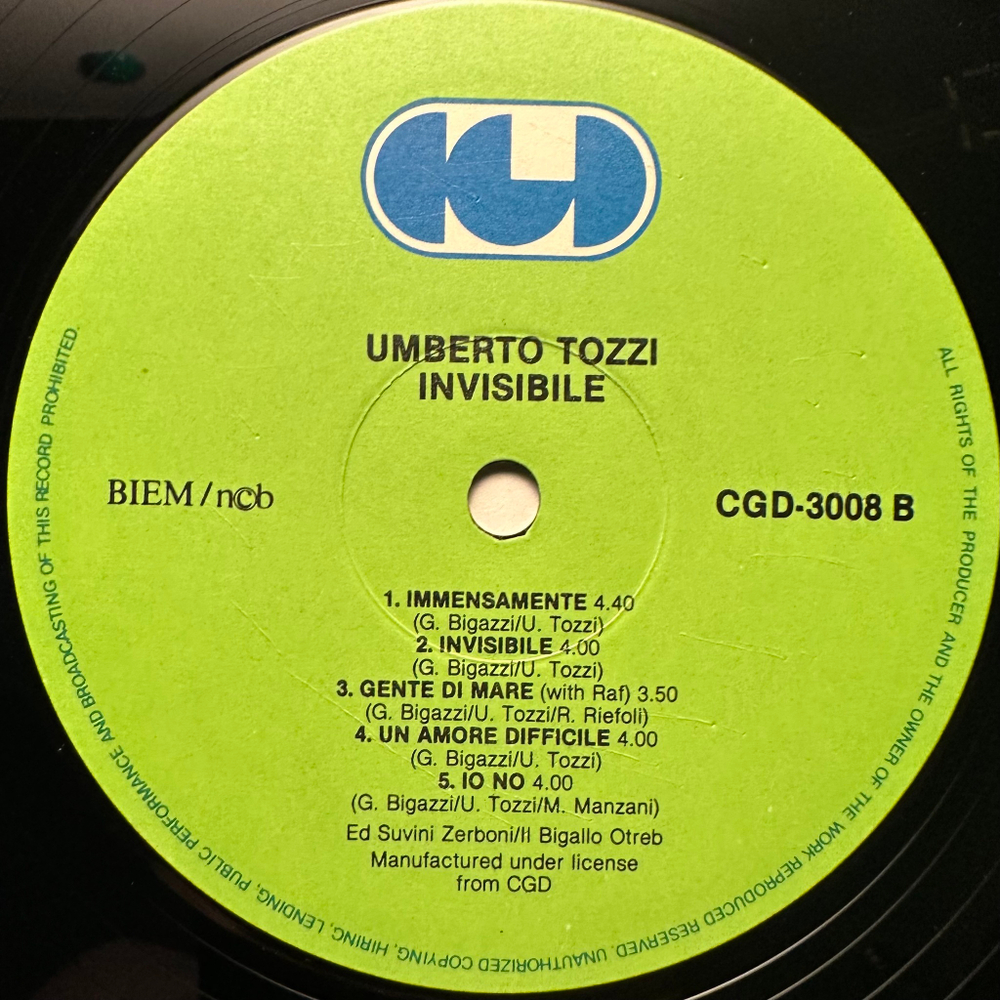 CGD
UMBERTO TOZZI
INVISIBILE
BIEM/n©b
CGD-3008 B
1. IMMENSAMENTE 4.40
(G. Bigazzi/U. Tozzi)
2. INVISIBILE 4.00
(G. Bigazzi/U. Tozzi)
3. GENTE DI MARE (with Raf) 3.50
(G. Bigazzi/U. Tozzi/R. Riefoli)
4. UN AMORE DIFFICILE 4.00
(G. Bigazzi/U. Tozzi)
5. IO NO 4.00
(G. Bigazzi/U. Tozzi/M. Manzani)
Ed Suvini Zerboni/Il Bigallo Otreb
Manufactured under license
from CGD
ALL RIGHTS OF THE PRODUCER AND THE OWNER OF THE WORK REPRODUCED RESERVED. UNAUTHORIZED COPYING, HIRING, LENDING, PUBLIC PERFORMANCE AND BROADCASTING OF THIS RECORD PROHIBITED.